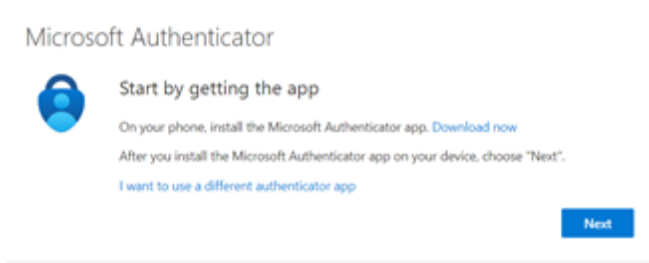 Microsoft Authenticator
Start by getting the app
On your phone, install the Microsoft Authenticator app. Download now
After you install the Microsoft Authenticator app on your device, choose "Next".
I want to use a different authenticator app
Next